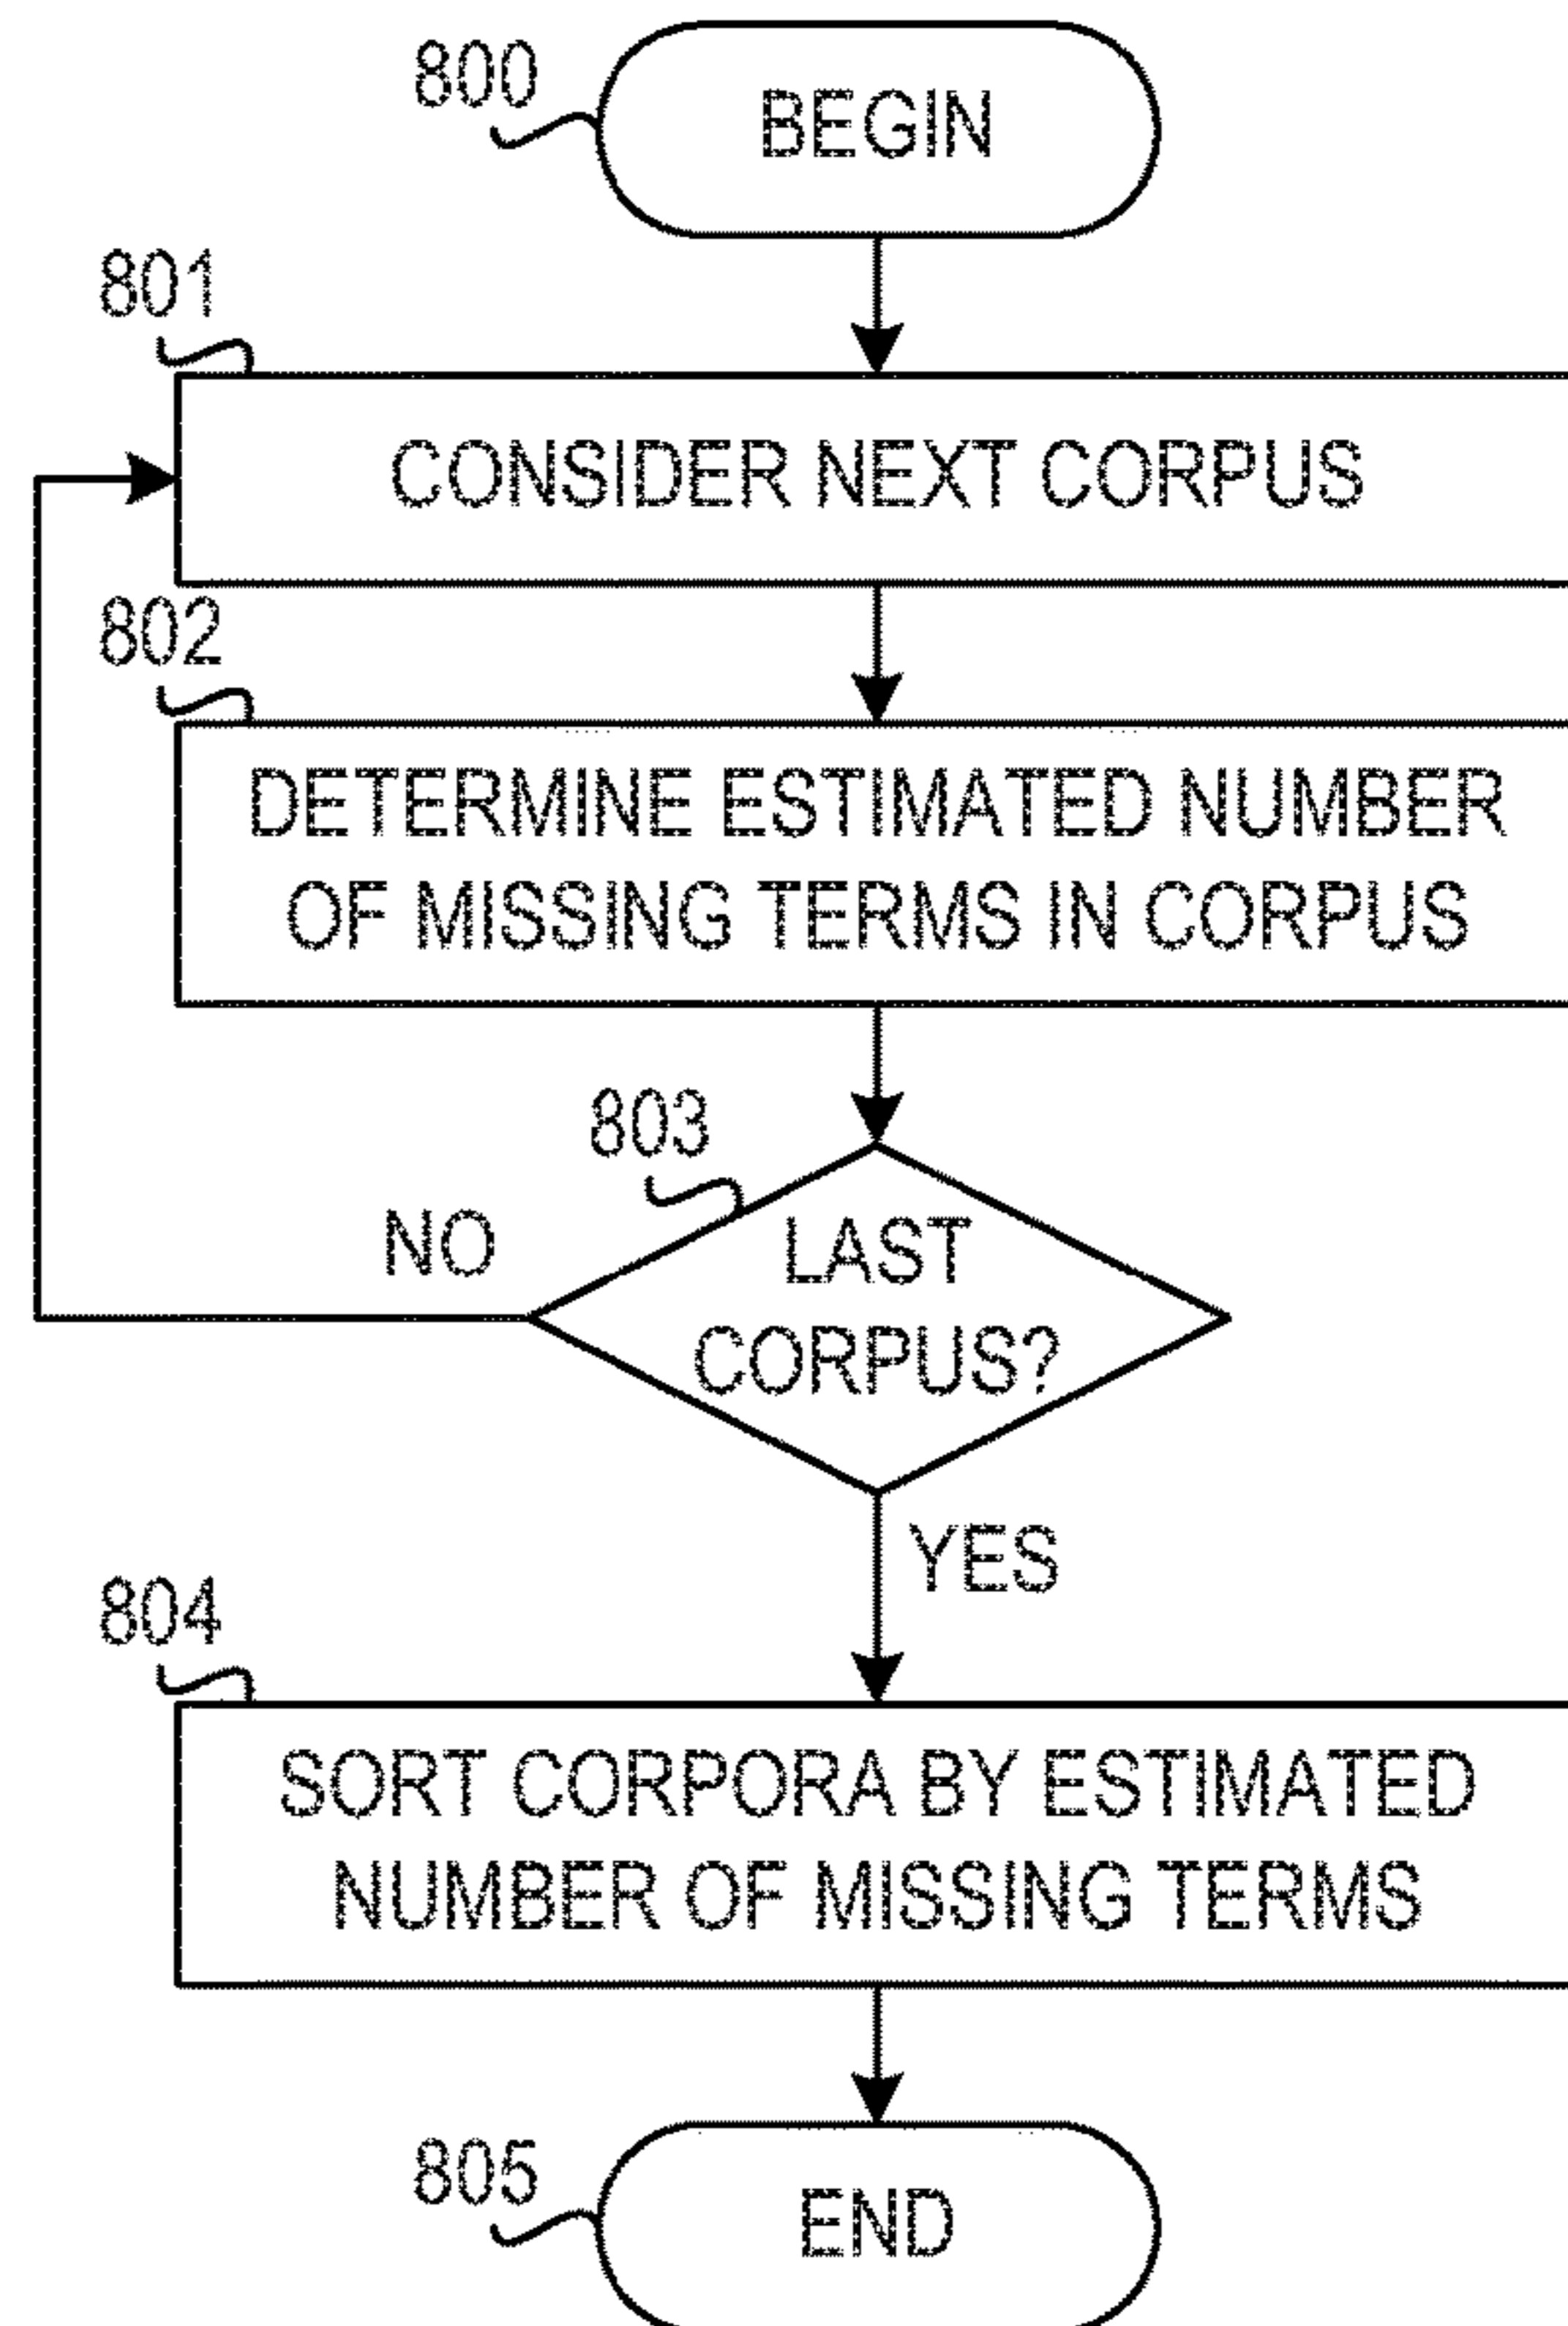 800
BEGIN
801
CONSIDER NEXT CORPUS
802
DETERMINE ESTIMATED NUMBER
OF MISSING TERMS IN CORPUS
803
NO
LAST
CORPUS?
YES
804
SORT CORPORA BY ESTIMATED
NUMBER OF MISSING TERMS
805
END